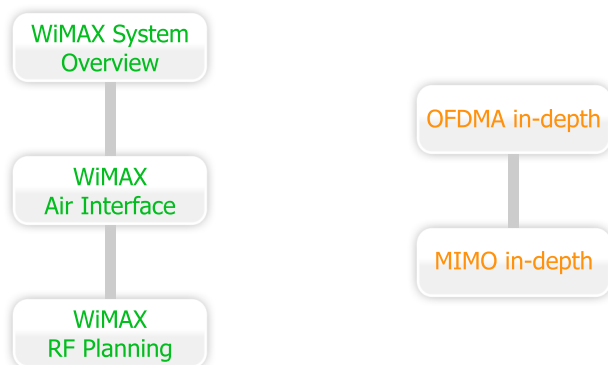 WiMAX System
Overview
WiMAX
Air Interface
WiMAX
RF Planning
OFDMA in-depth
MIMO in-depth